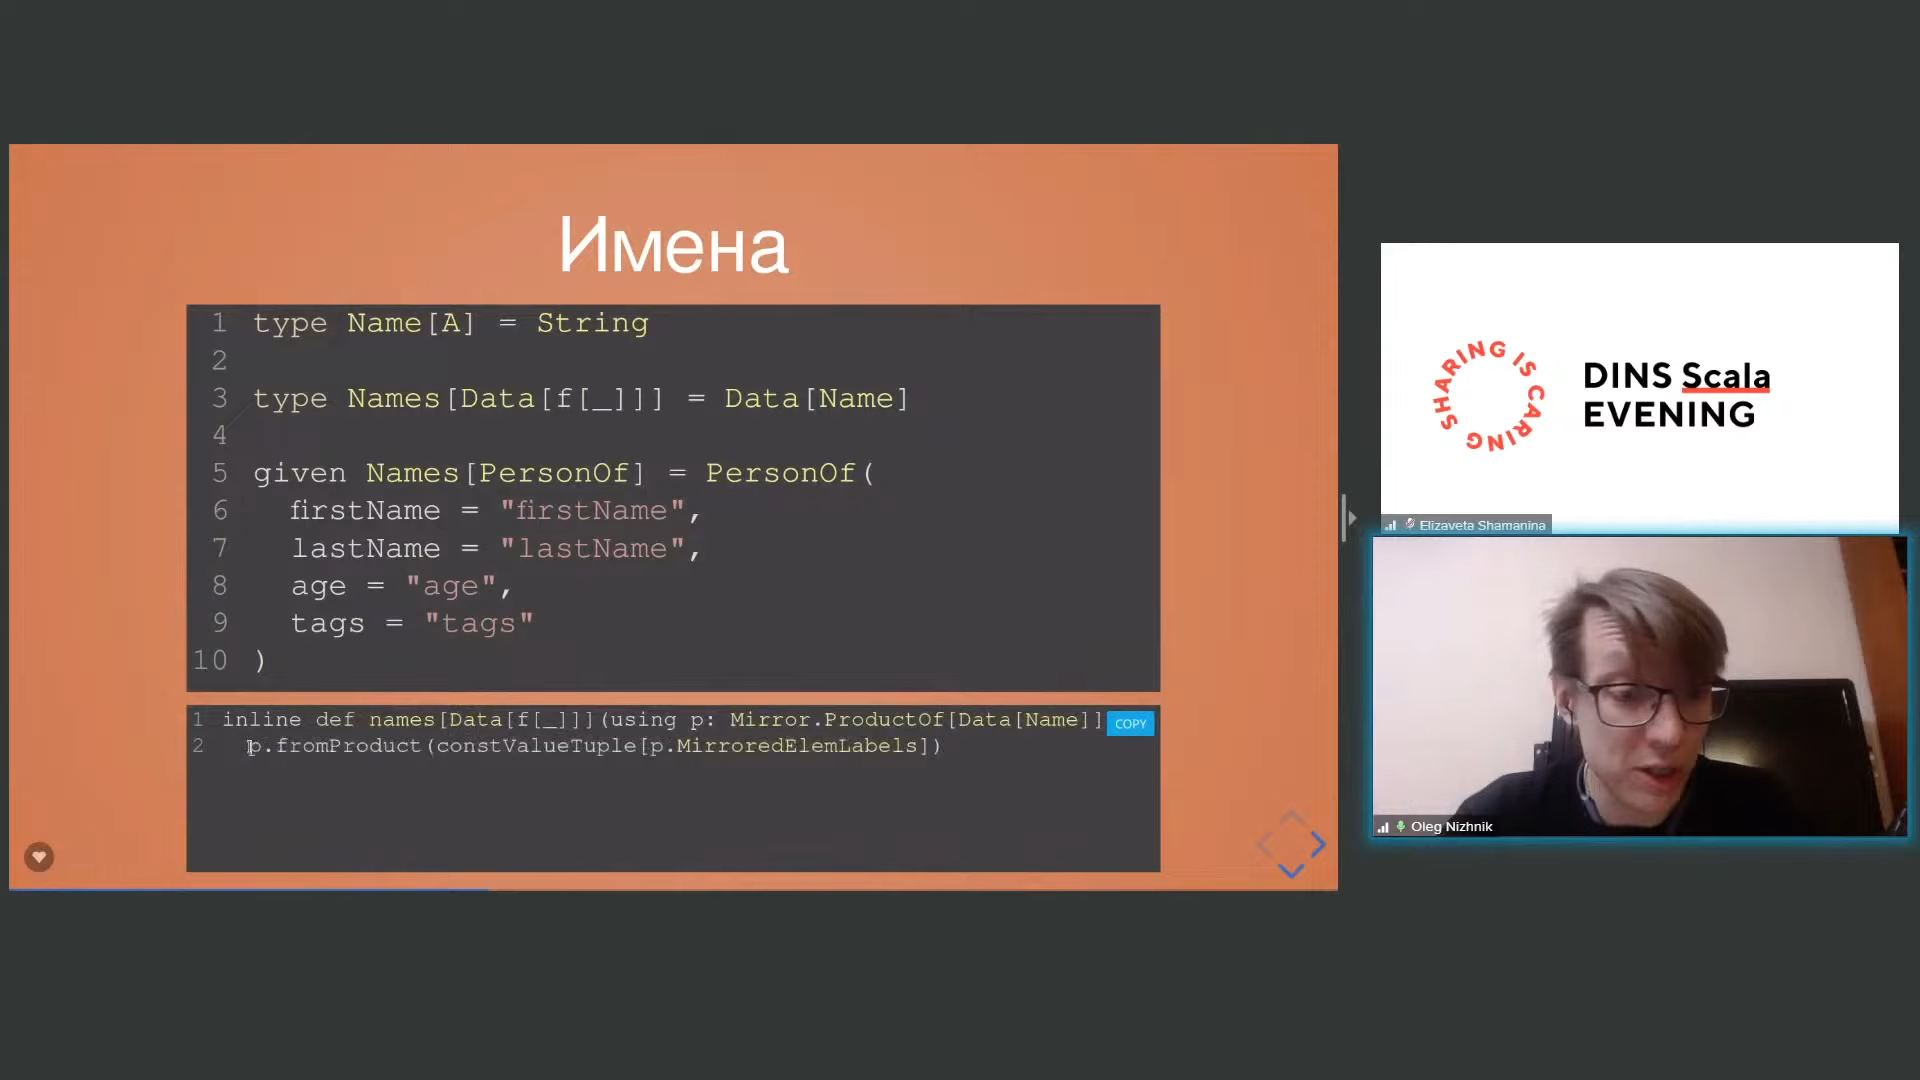 Имена
1 type Name[A] = String
2
3 type Names[Data[f[_]]] = Data[Name]
4
5 given Names[PersonOf] = PersonOf(
6 firstName = "firstName",
7 lastName = "lastName",
8 age = "age",
9 tags = "tags"
10 )
1 inline def names[Data[f[_]]](using p: Mirror.ProductOf[Data[Name]]
COPY
2 p.fromProduct(constValueTuple[p.MirroredElemLabels])
SHARING IS CARING
DINS Scala
EVENING
Elizaveta Shamanina
Oleg Nizhnik